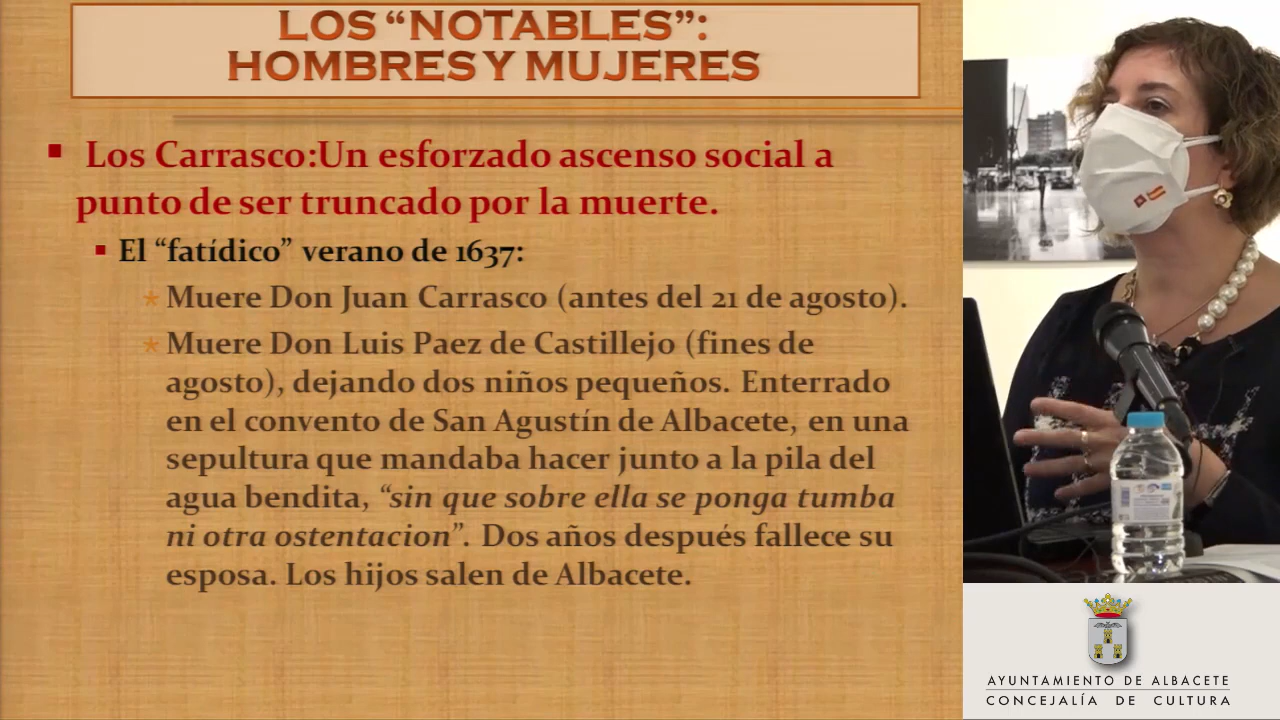 LOS “NOTABLES”:
HOMBRES Y MUJERES
Los Carrasco:Un esforzado ascenso social a
punto de ser truncado por la muerte.
El “fatídico” verano de 1637:
Muere Don Juan Carrasco (antes del 21 de agosto).
Muere Don Luis Paez de Castillejo (fines de
agosto), dejando dos niños pequeños. Enterrado
en el convento de San Agustín de Albacete, en una
sepultura que mandaba hacer junto a la pila del
agua bendita, “sin que sobre ella se ponga tumba
ni otra ostentacion”. Dos años después fallece su
esposa. Los hijos salen de Albacete.
AYUNTAMIENTO DE ALBACETE
CONCEJALÍA DE CULTURA